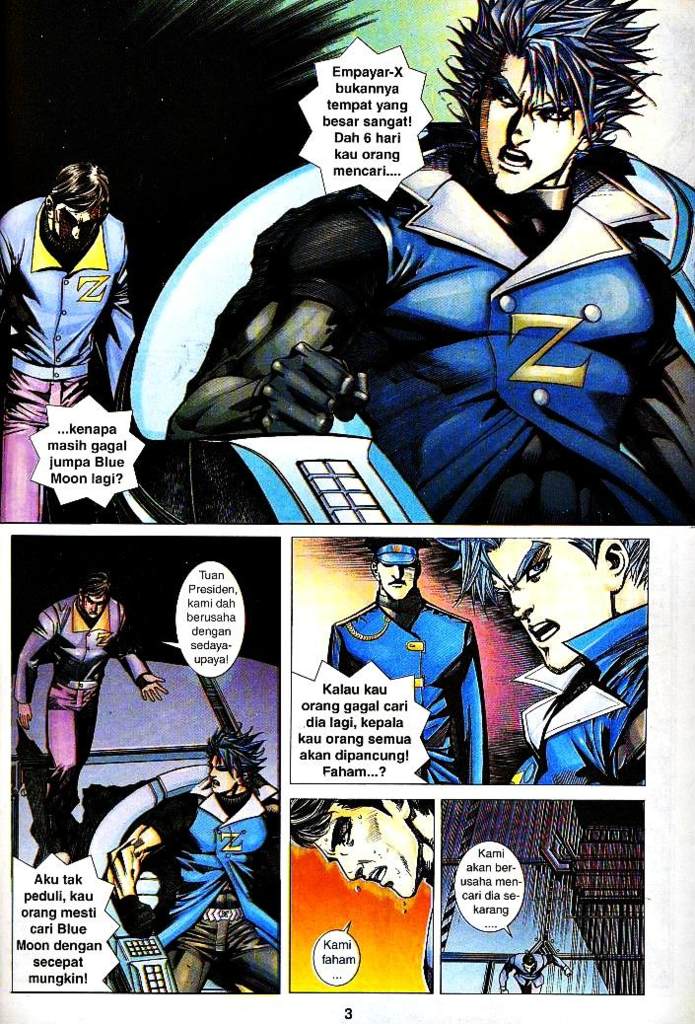 Empayar-X
bukannya
tempat yang
besar sangat!
Dah 6 hari
kau orang
mencari....
Z
Z
...kenapa
masih gagal
jumpa Blue
Moon lagi?
Tuan
Presiden,
kami dah
berusaha
dengan
sedaya-
upaya!
Z
Aku tak
peduli, kau
orang mesti
cari Blue
Moon dengan
secepat
mungkin!
Kalau kau
orang gagal cari
dia lagi, kepala
kau orang semua
akan dipancung!
Faham...?
Kami
faham
...
Kami
akan ber-
usaha men-
cari dia se-
karang
....
3